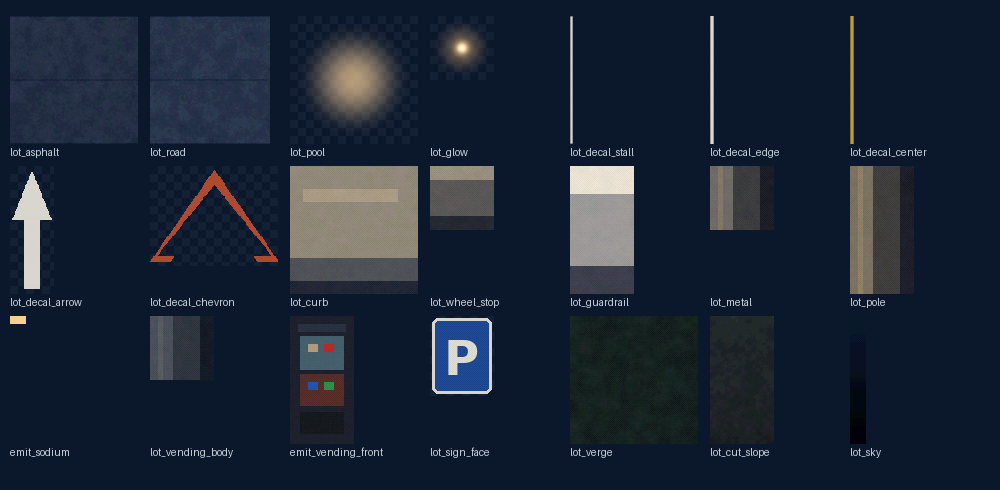 lot_asphalt lot_road lot_pool lot_glow lot_decal_stall lot_decal_edge lot_decal_center
lot_decal_arrow lot_decal_chevron lot_curb lot_wheel_stop lot_guardrail lot_metal lot_pole
P
emit_sodium lot_vending_body emit_vending_front lot_sign_face lot_verge lot_cut_slope lot_sky